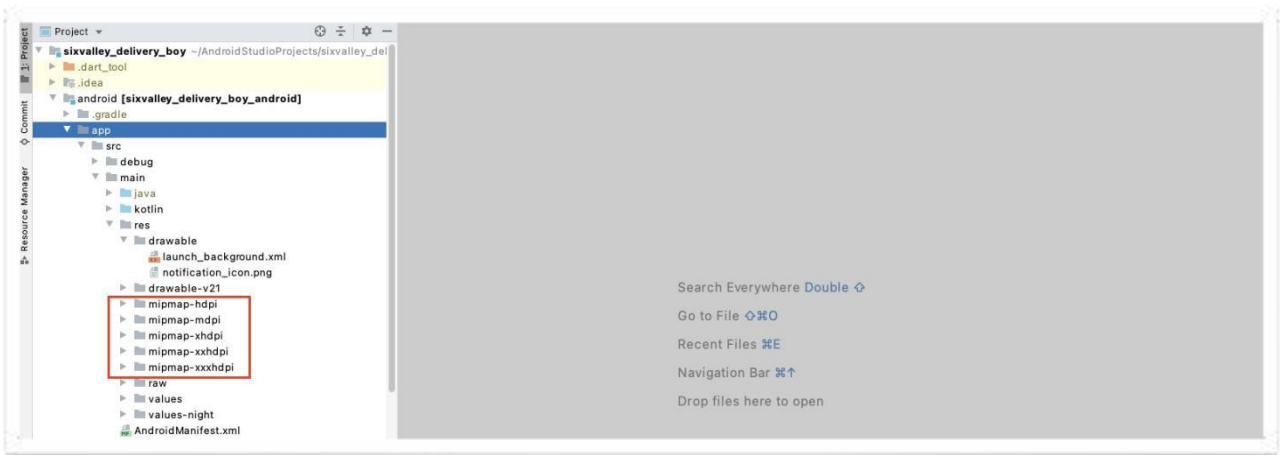 Project
sixvalley_delivery_boy ~/AndroidStudioProjects/sixvalley_del
.dart_tool
.idea
android [sixvalley_delivery_boy_android]
.gradle
app
src
debug
main
java
kotlin
res
drawable
launch_background.xml
notification_icon.png
drawable-v21
mipmap-hdpi
mipmap-mdpi
mipmap-xhdpi
mipmap-xxhdpi
mipmap-xxxhdpi
raw
values
values-night
AndroidManifest.xml
1: Project
Commit
Resource Manager
Search Everywhere Double ⇧
Go to File ⇧⌘O
Recent Files ⌘E
Navigation Bar ⌘↑
Drop files here to open